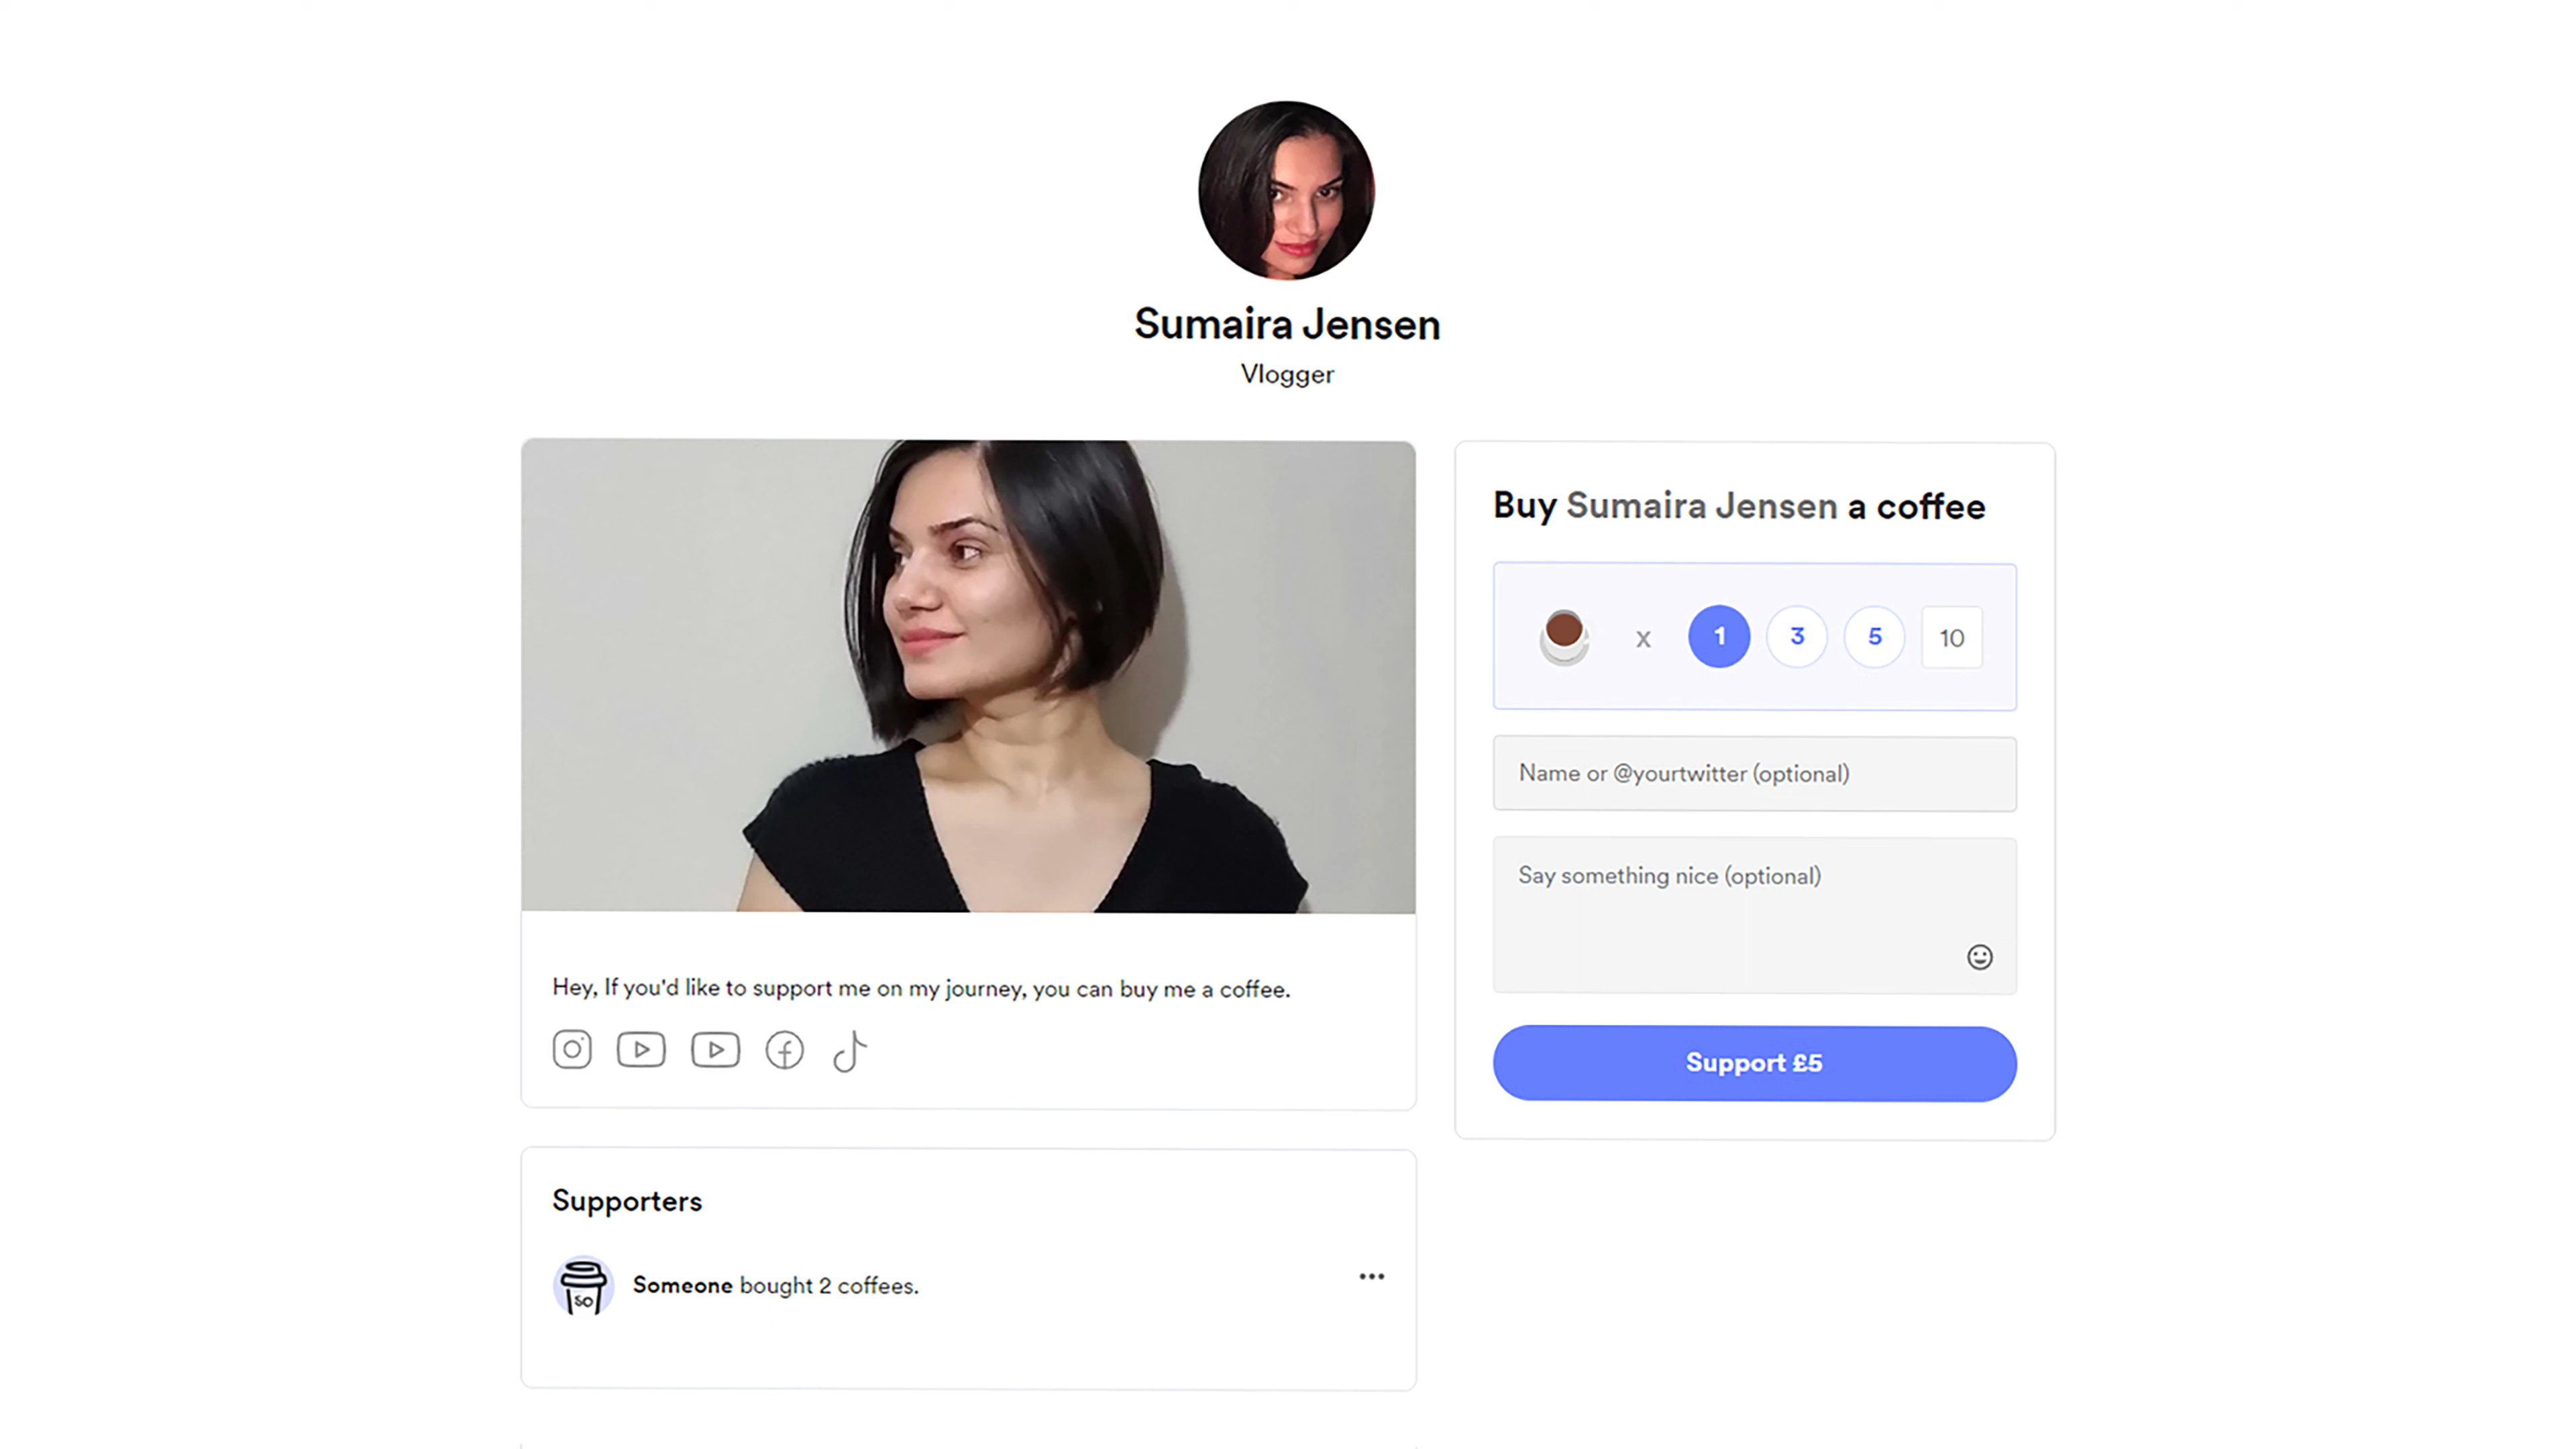 Sumaira Jensen
Vlogger
Buy Sumaira Jensen a coffee
x 1 3 5 10
Name or @yourtwitter (optional)
Say something nice (optional)
Support £5
Hey, If you'd like to support me on my journey, you can buy me a coffee.
Supporters
SO
Someone bought 2 coffees.